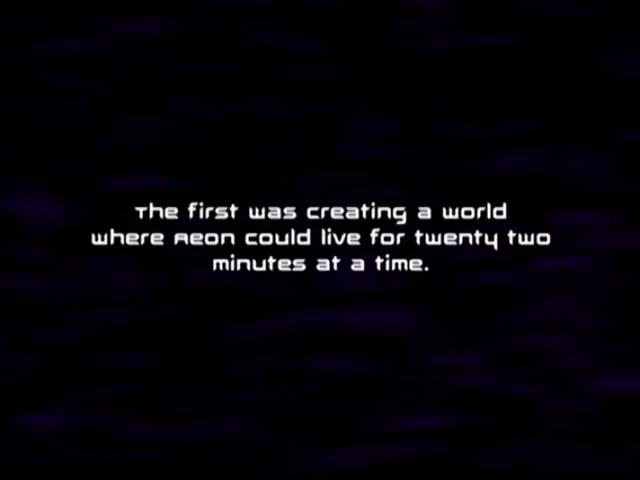 The first was creating a world
where Aeon could live for twenty two
minutes at a time.